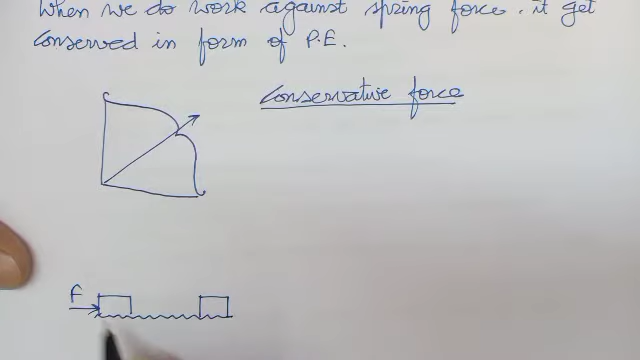 When we do work against spring force. it get
Conserved in form of P.E.
Conservative force
F